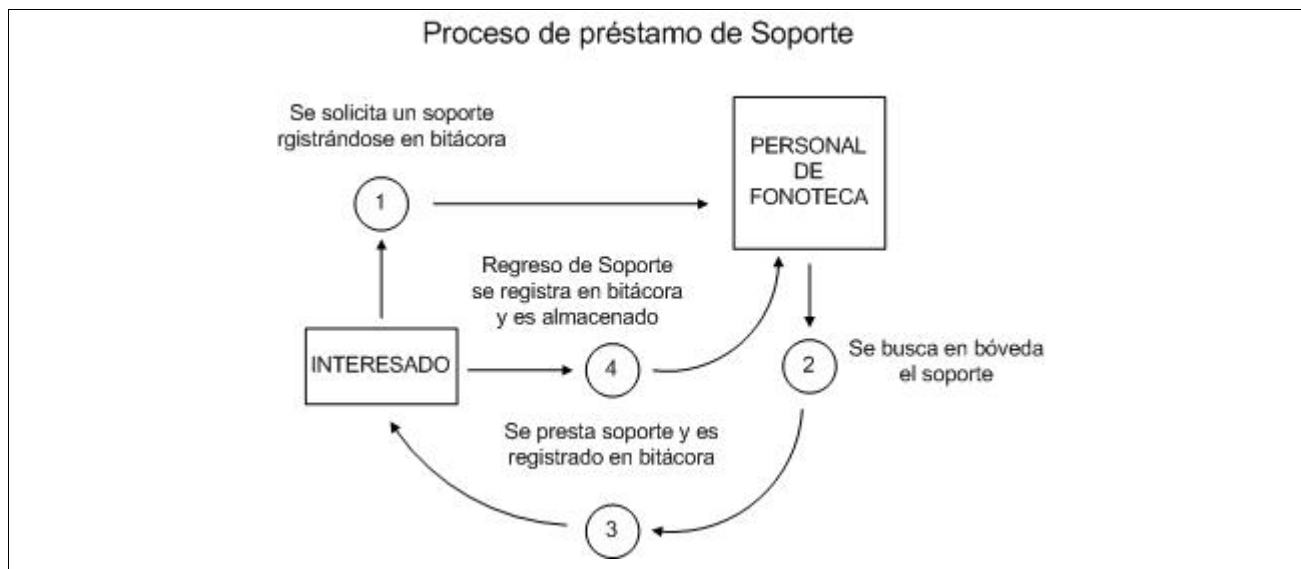 Proceso de préstamo de Soporte
Se solicita un soporte
rgistrándose en bitácora
1
PERSONAL
DE
FONOTECA
Regreso de Soporte
se registra en bitácora
y es almacenado
INTERESADO
4
2
Se busca en bóveda
el soporte
Se presta soporte y es
registrado en bitácora
3